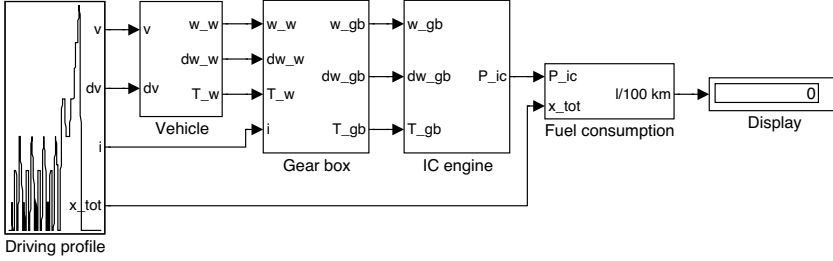 v
dv
i
x_tot
Driving profile
v
dv
w_w
dw_w
T_w
Vehicle
w_w
dw_w
T_w
i
w_gb
dw_gb
T_gb
Gear box
w_gb
dw_gb
T_gb
P_ic
IC engine
P_ic
x_tot
l/100 km
Fuel consumption
0
Display